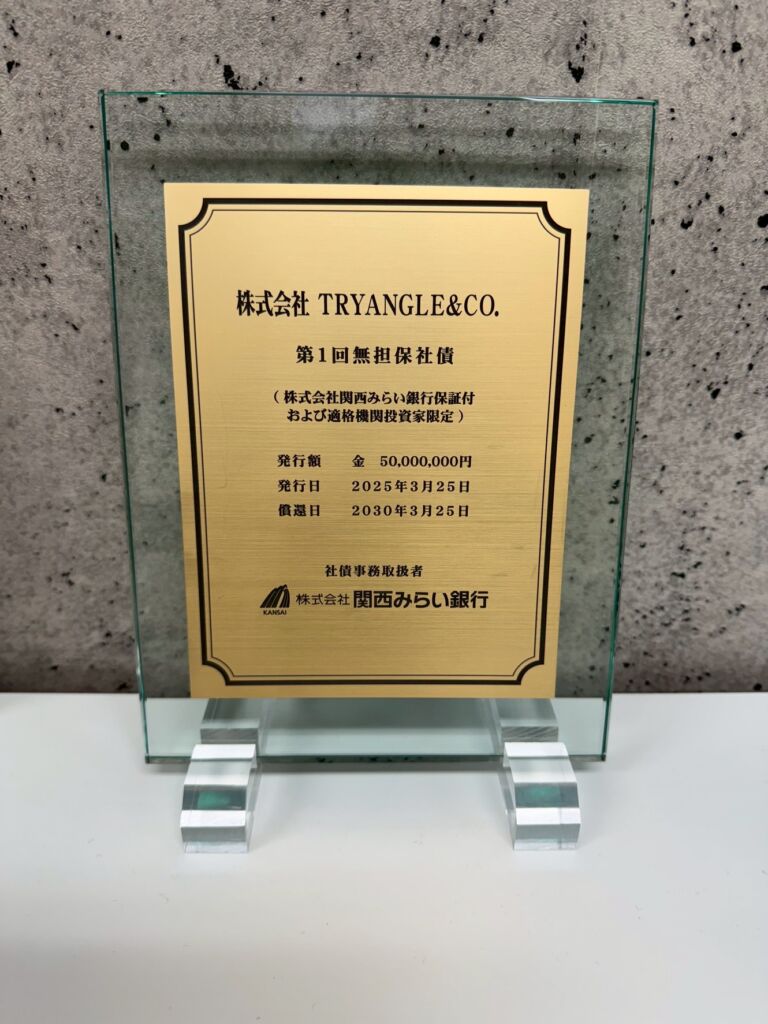 株式会社 TRYANGLE&CO.
第1回無担保社債
(株式会社関西みらい銀行保証付
および適格機関投資家限定)
発行額 金 50,000,000円
発行日 2025年3月25日
償還日 2030年3月25日
社債事務取扱者
KANSAI 株式会社 関西みらい銀行